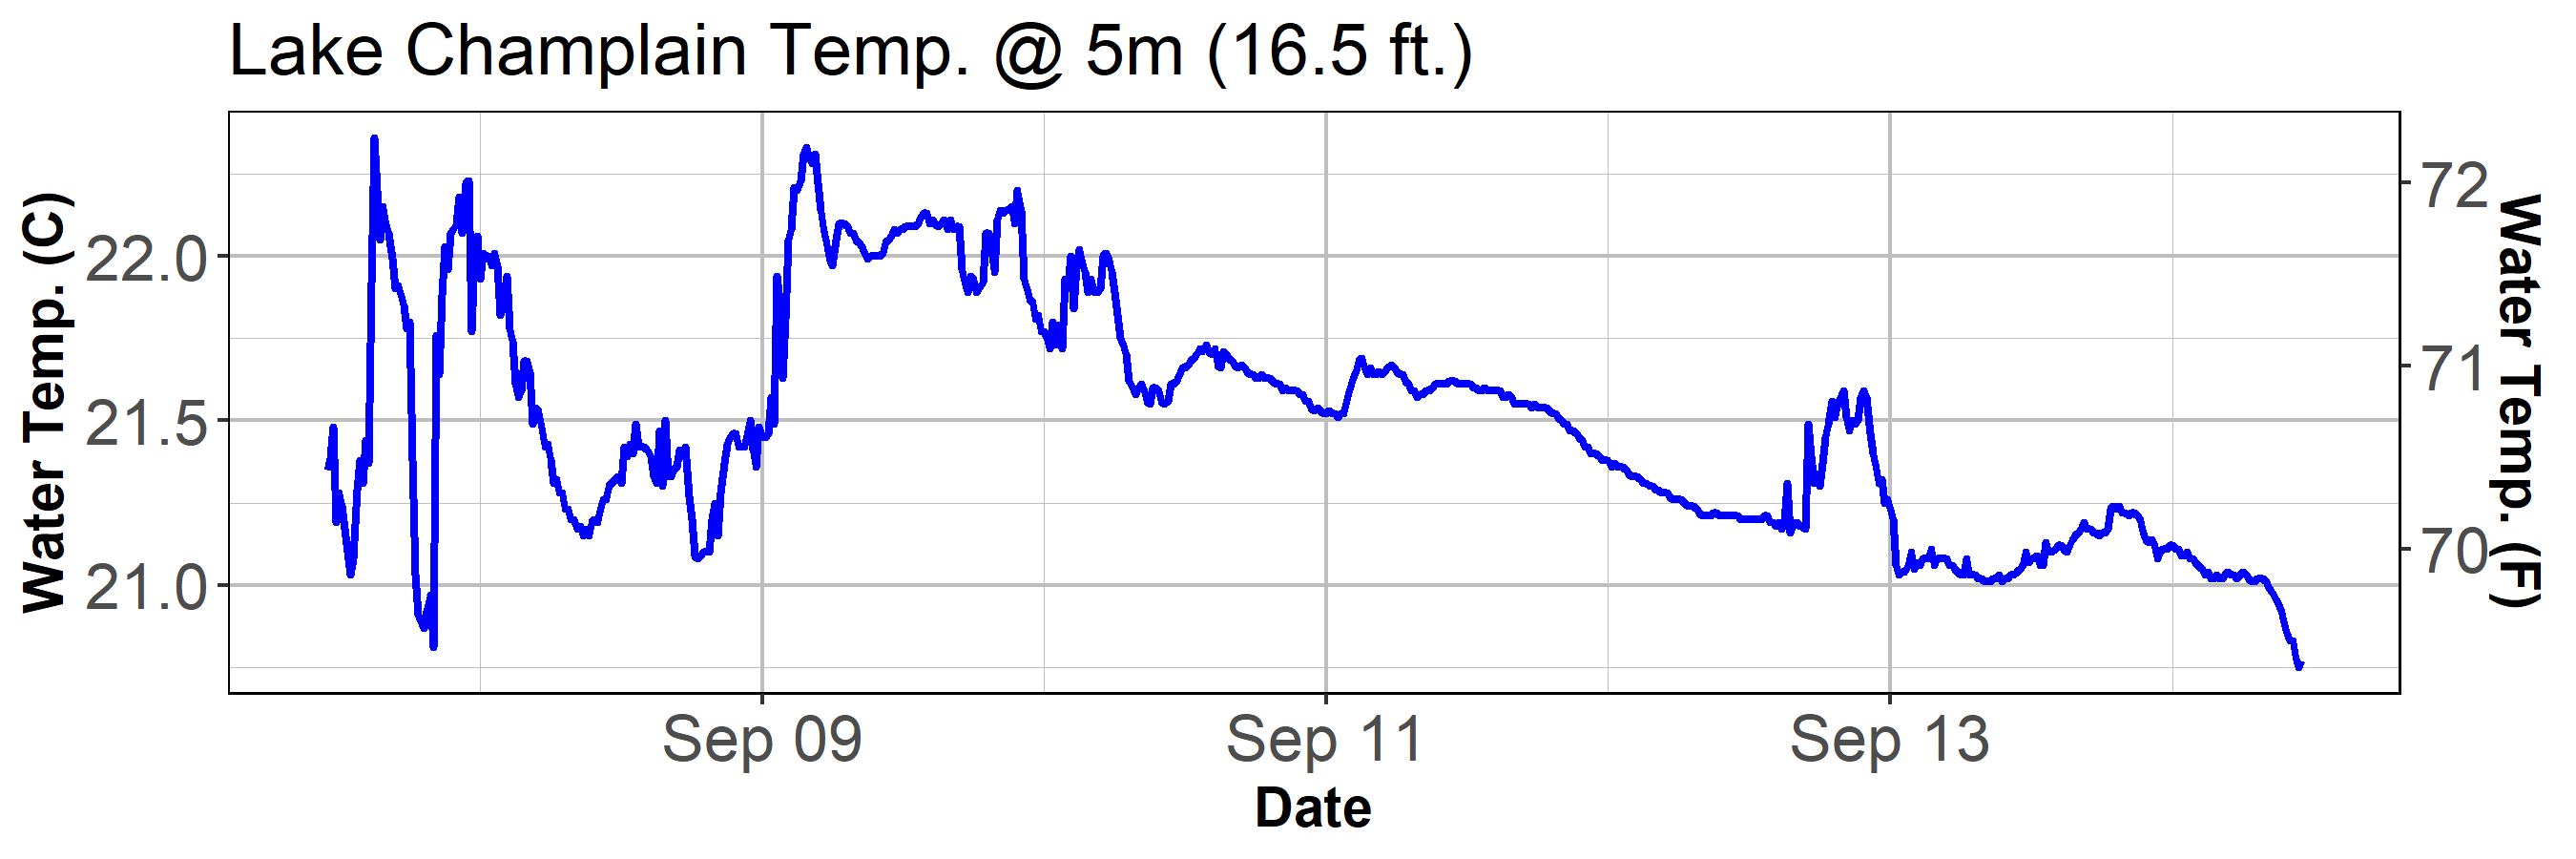 Lake Champlain Temp. @ 5m (16.5 ft.)
Water Temp. (C)
22.0
21.5
21.0
72
71
70
Water Temp. (F)
Sep 09
Sep 11
Sep 13
Date